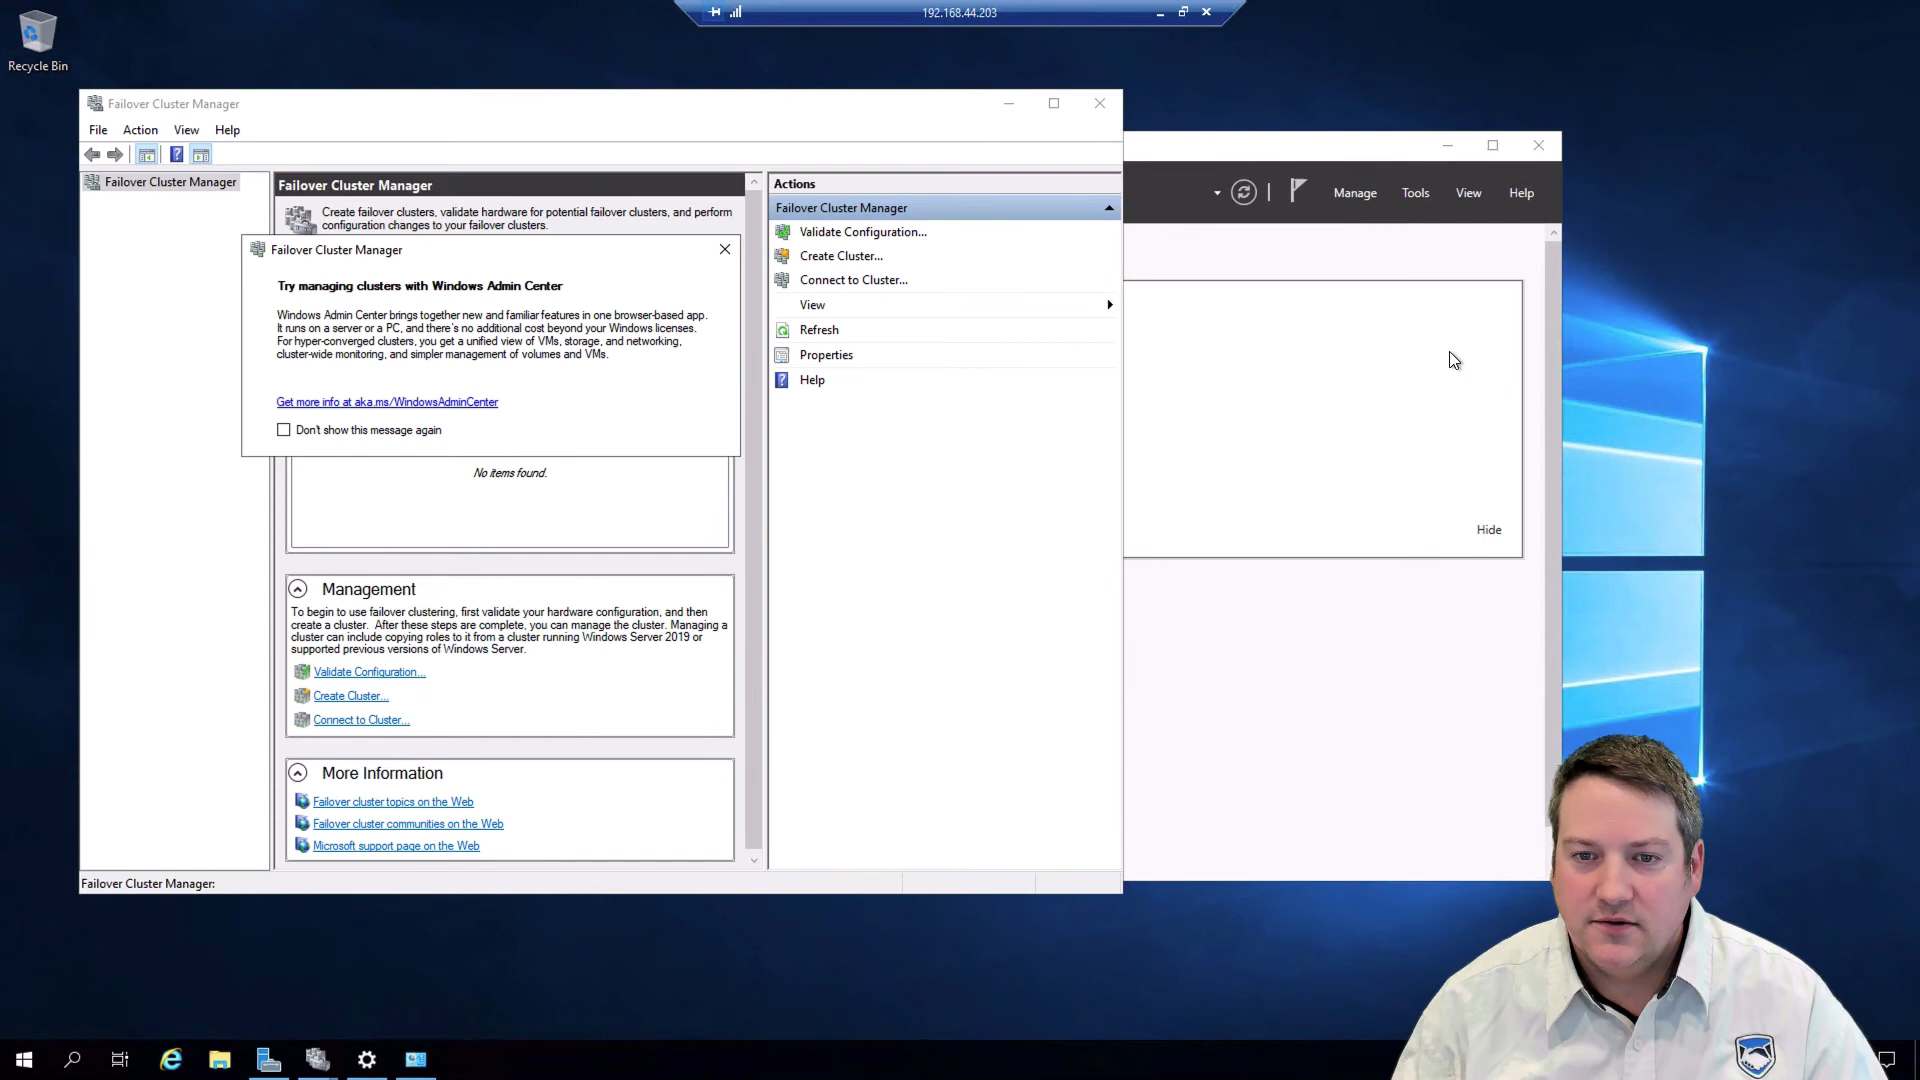 192.168.44.203
Recycle Bin
Failover Cluster Manager
File Action View Help
Failover Cluster Manager
Failover Cluster Manager
Create failover clusters, validate hardware for potential failover clusters, and perform
configuration changes to your failover clusters.
Failover Cluster Manager
Try managing clusters with Windows Admin Center
Windows Admin Center brings together new and familiar features in one browser-based app.
It runs on a server or a PC, and there's no additional cost beyond your Windows licenses.
For hyper-converged clusters, you get a unified view of VMs, storage, and networking,
cluster-wide monitoring, and simpler management of volumes and VMs.
Get more info at aka.ms/WindowsAdminCenter
Don't show this message again
No items found.
Management
To begin to use failover clustering, first validate your hardware configuration, and then
create a cluster. After these steps are complete, you can manage the cluster. Managing a
cluster can include copying roles to it from a cluster running Windows Server 2019 or
supported previous versions of Windows Server.
Validate Configuration...
Create Cluster...
Connect to Cluster...
More Information
Failover cluster topics on the Web
Failover cluster communities on the Web
Microsoft support page on the Web
Failover Cluster Manager:
Actions
Failover Cluster Manager
Validate Configuration...
Create Cluster...
Connect to Cluster...
View
Refresh
Properties
Help
Manage Tools View Help
Hide